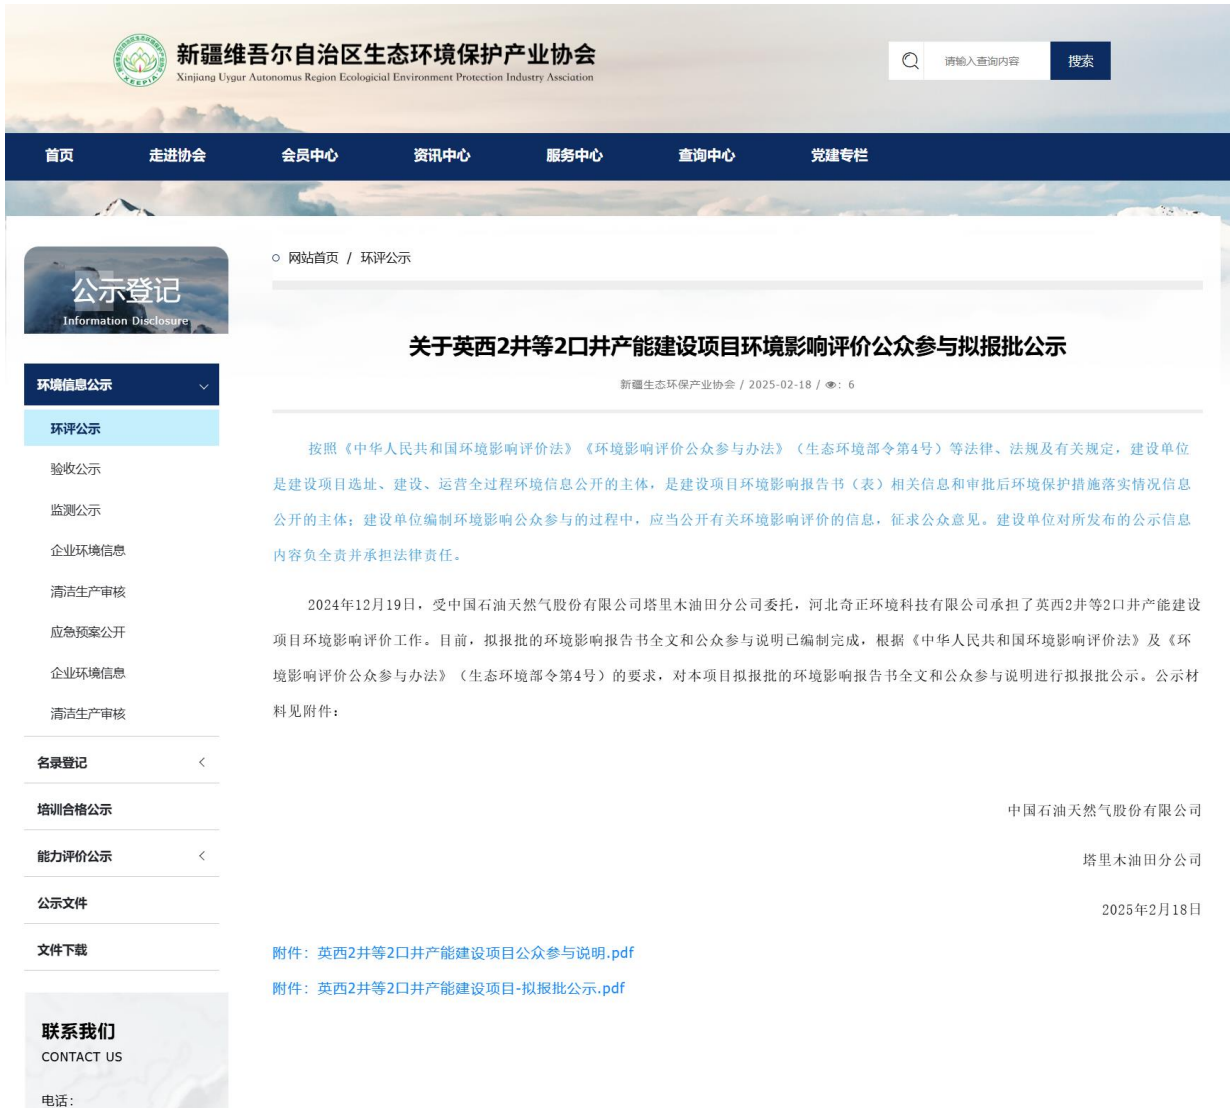 新疆维吾尔自治区生态环境保护产业协会
Xinjiang Uygur Autonomus Region Ecologicial Environment Protection Industry Assciation
XEEPIA
请输入查询内容
搜索
首页
走进协会
会员中心
资讯中心
服务中心
查询中心
党建专栏
公示登记
Information Disclosure
环境信息公示
环评公示
验收公示
监测公示
企业环境信息
清洁生产审核
应急预案公开
企业环境信息
清洁生产审核
名录登记
培训合格公示
能力评价公示
公示文件
文件下载
联系我们
CONTACT US
电话：
网站首页 / 环评公示
关于英西2井等2口井产能建设项目环境影响评价公众参与拟报批公示
新疆生态环保产业协会 / 2025-02-18 / : 6
按照《中华人民共和国环境影响评价法》《环境影响评价公众参与办法》（生态环境部令第4号）等法律、法规及有关规定，建设单位
是建设项目选址、建设、运营全过程环境信息公开的主体，是建设项目环境影响报告书（表）相关信息和审批后环境保护措施落实情况信息
公开的主体；建设单位编制环境影响公众参与的过程中，应当公开有关环境影响评价的信息，征求公众意见。建设单位对所发布的公示信息
内容负全责并承担法律责任。
2024年12月19日，受中国石油天然气股份有限公司塔里木油田分公司委托，河北奇正环境科技有限公司承担了英西2井等2口井产能建设
项目环境影响评价工作。目前，拟报批的环境影响报告书全文和公众参与说明已编制完成，根据《中华人民共和国环境影响评价法》及《环
境影响评价公众参与办法》（生态环境部令第4号）的要求，对本项目拟报批的环境影响报告书全文和公众参与说明进行拟报批公示。公示材
料见附件：
中国石油天然气股份有限公司
塔里木油田分公司
2025年2月18日
附件：英西2井等2口井产能建设项目公众参与说明.pdf
附件：英西2井等2口井产能建设项目-拟报批公示.pdf